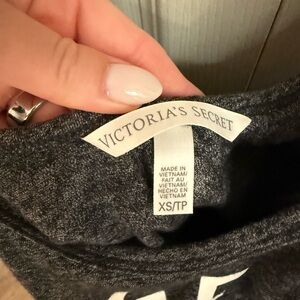 VICTORIA'S SECRET
MADE IN
VIETNAM/
FAIT AU
VIETNAM/
HECHO EN
VIETNAM
XS/TP